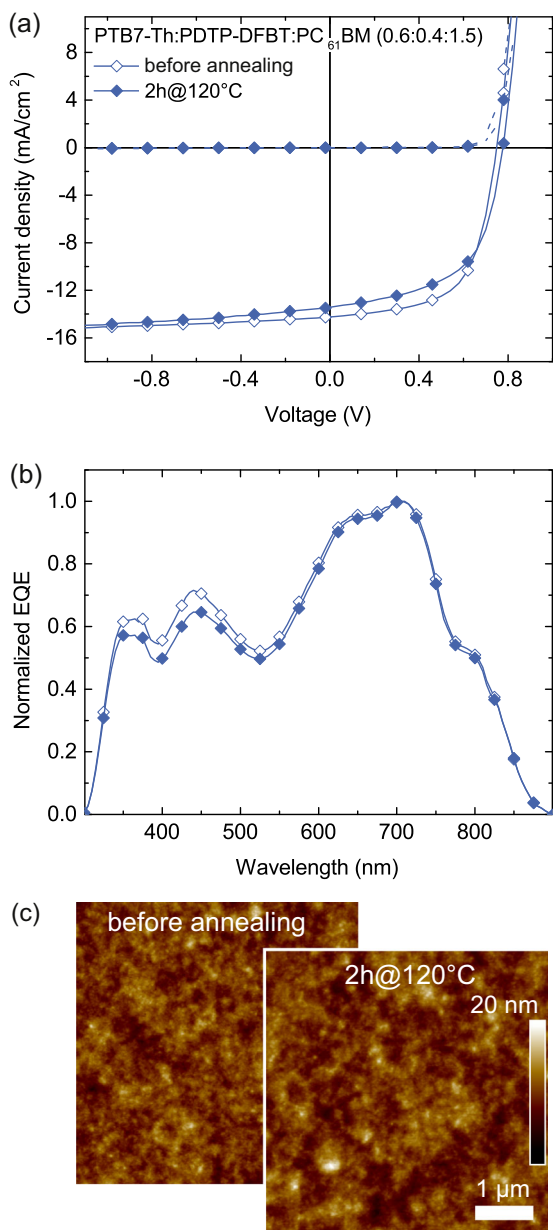 (a)
PTB7-Th:PDTP-DFBT:PC₆₁BM (0.6:0.4:1.5)
before annealing
2h@120°C
8
4
0
-4
-8
-12
-16
Current density (mA/cm²)
-0.8 -0.4 0.0 0.4 0.8
Voltage (V)
(b)
1.0
0.8
0.6
0.4
0.2
0.0
Normalized EQE
400 500 600 700 800
Wavelength (nm)
(c)
before annealing
2h@120°C
20 nm
1 µm